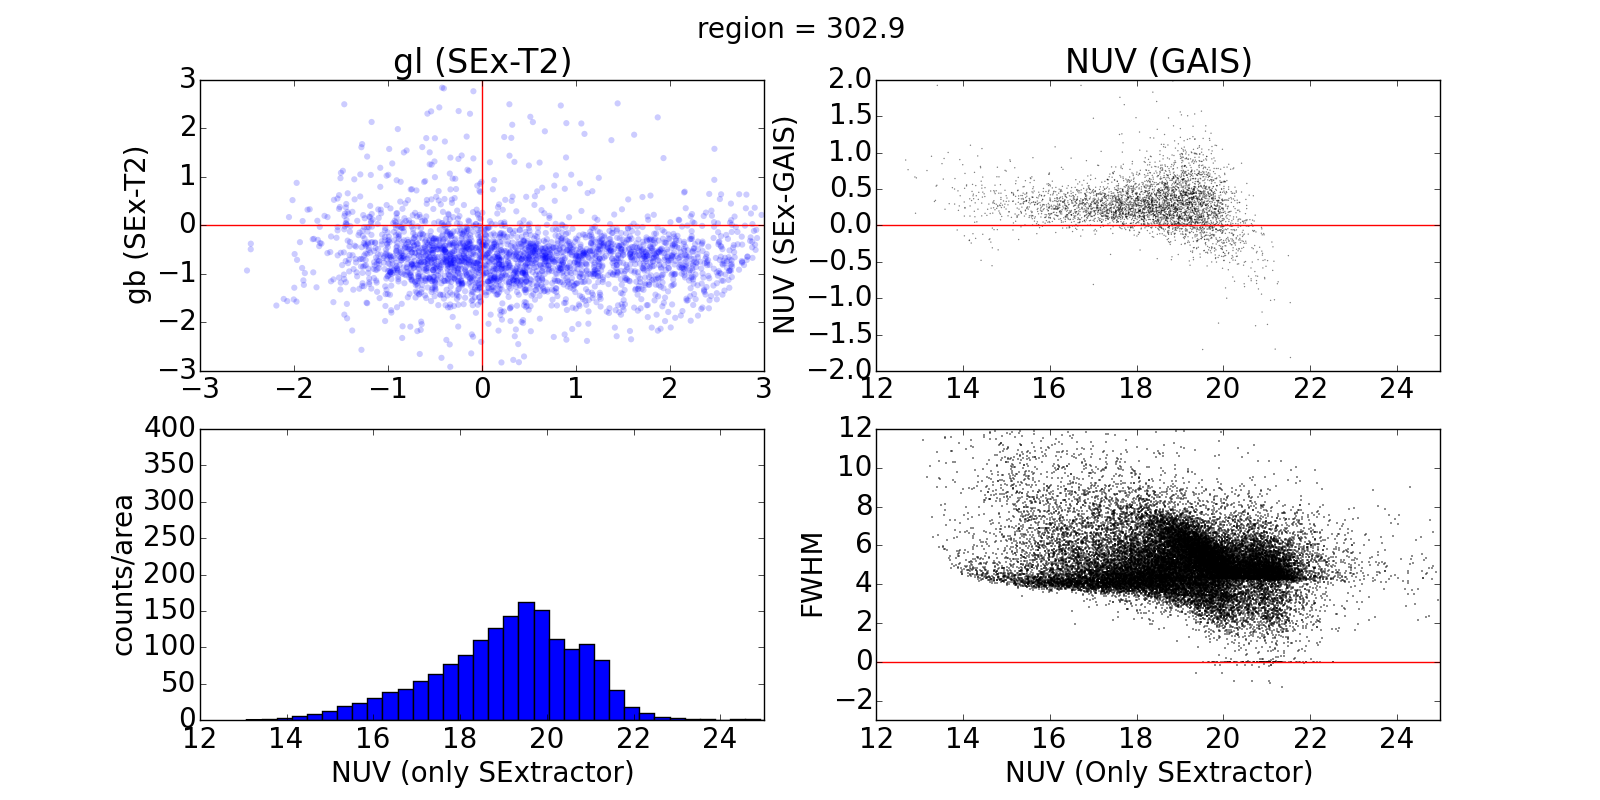 region = 302.9
gl (SEx-T2)
NUV (GAIS)
gb (SEx-T2)
3
2
1
0
−1
−2
−3
−3 −2 −1 0 1 2 3
NUV (SEx-GAIS)
2.0
1.5
1.0
0.5
0.0
−0.5
−1.0
−1.5
−2.0
12 14 16 18 20 22 24
counts/area
400
350
300
250
200
150
100
50
0
12 14 16 18 20 22 24
NUV (only SExtractor)
FWHM
12
10
8
6
4
2
0
−2
12 14 16 18 20 22 24
NUV (Only SExtractor)